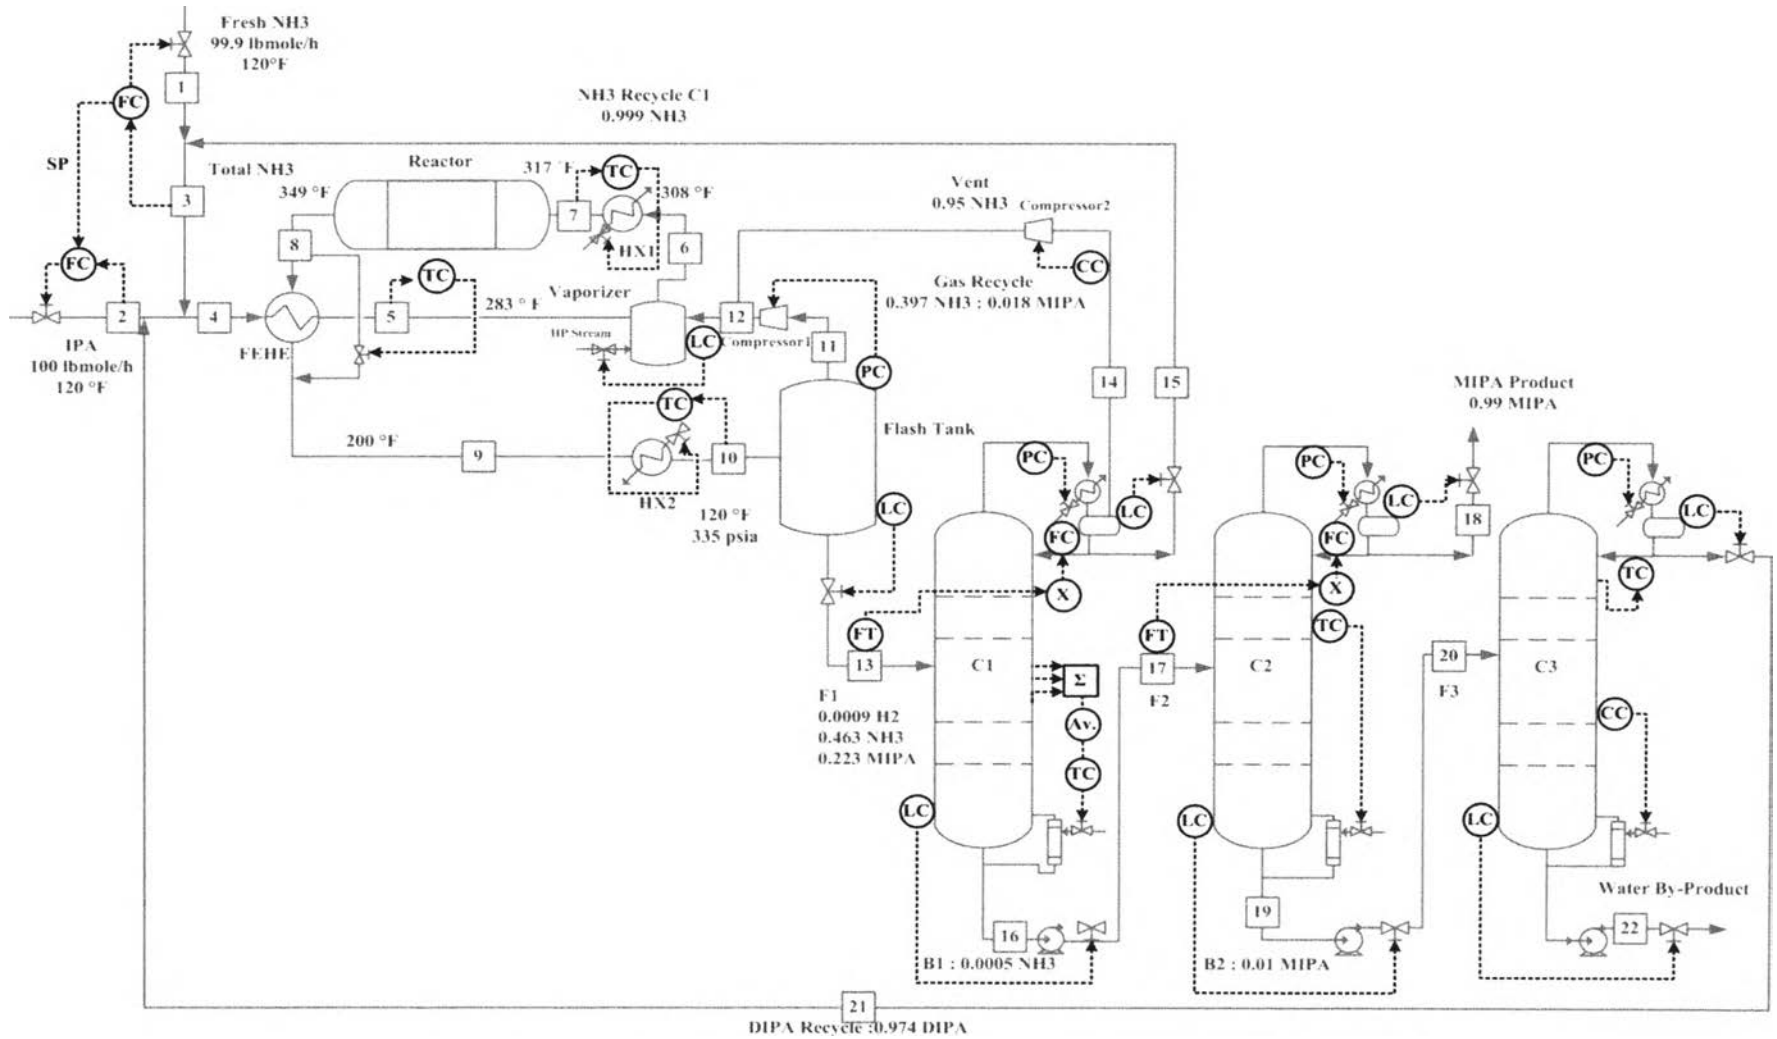 Fresh NH3
99.9 lbmole/h
120°F
1
FC
SP
Total NH3
3
FC
2
IPA
100 lbmole/h
120 °F
4
FEHE
349 °F
8
Reactor
317 °F
TC
308 °F
7
HX1
6
TC
5
283 ° F
Vaporizer
HP Stream
LC
12
Compressor1
11
PC
NH3 Recycle C1
0.999 NH3
Vent
0.95 NH3
Compressor2
CC
Gas Recycle
0.397 NH3 : 0.018 MIPA
14
15
200 °F
9
TC
HX2
10
120 °F
335 psia
Flash Tank
LC
FT
13
F1
0.0009 H2
0.463 NH3
0.223 MIPA
PC
LC
FC
X
C1
Σ
Av.
TC
LC
16
B1 : 0.0005 NH3
FT
17
F2
PC
LC
FC
X
TC
C2
MIPA Product
0.99 MIPA
18
LC
19
B2 : 0.01 MIPA
20
F3
PC
LC
TC
C3
CC
LC
Water By-Product
22
21
DIPA Recycle :0.974 DIPA